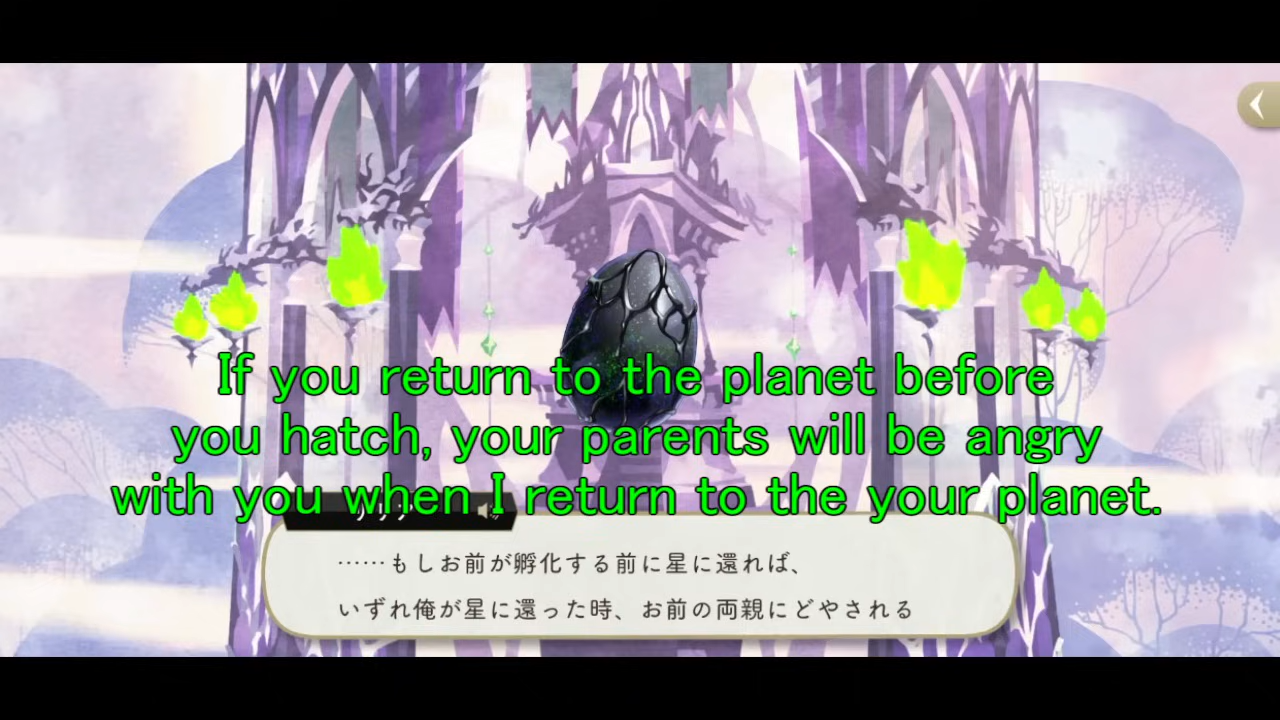 If you return to the planet before
you hatch, your parents will be angry
with you when I return to the your planet.
リリア
……もしお前が孵化する前に星に還れば、
いずれ俺が星に還った時、お前の両親にどやされる